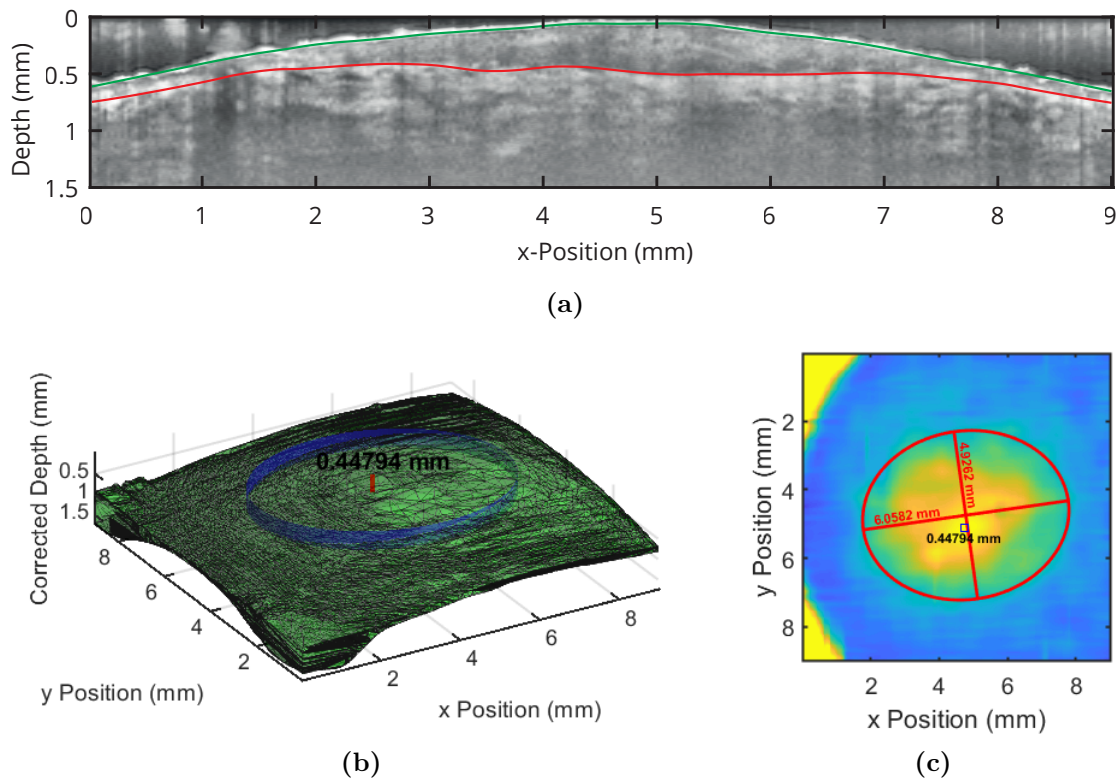 0
0.5
1
1.5
Depth (mm)
0 1 2 3 4 5 6 7 8 9
x-Position (mm)
(a)
Corrected Depth (mm)
0.5
1
1.5
0.44794 mm
8
6
4
2
y Position (mm)
2 4 6 8
x Position (mm)
(b)
y Position (mm)
2
4
6
8
4.9262 mm
6.0582 mm
0.44794 mm
2 4 6 8
x Position (mm)
(c)